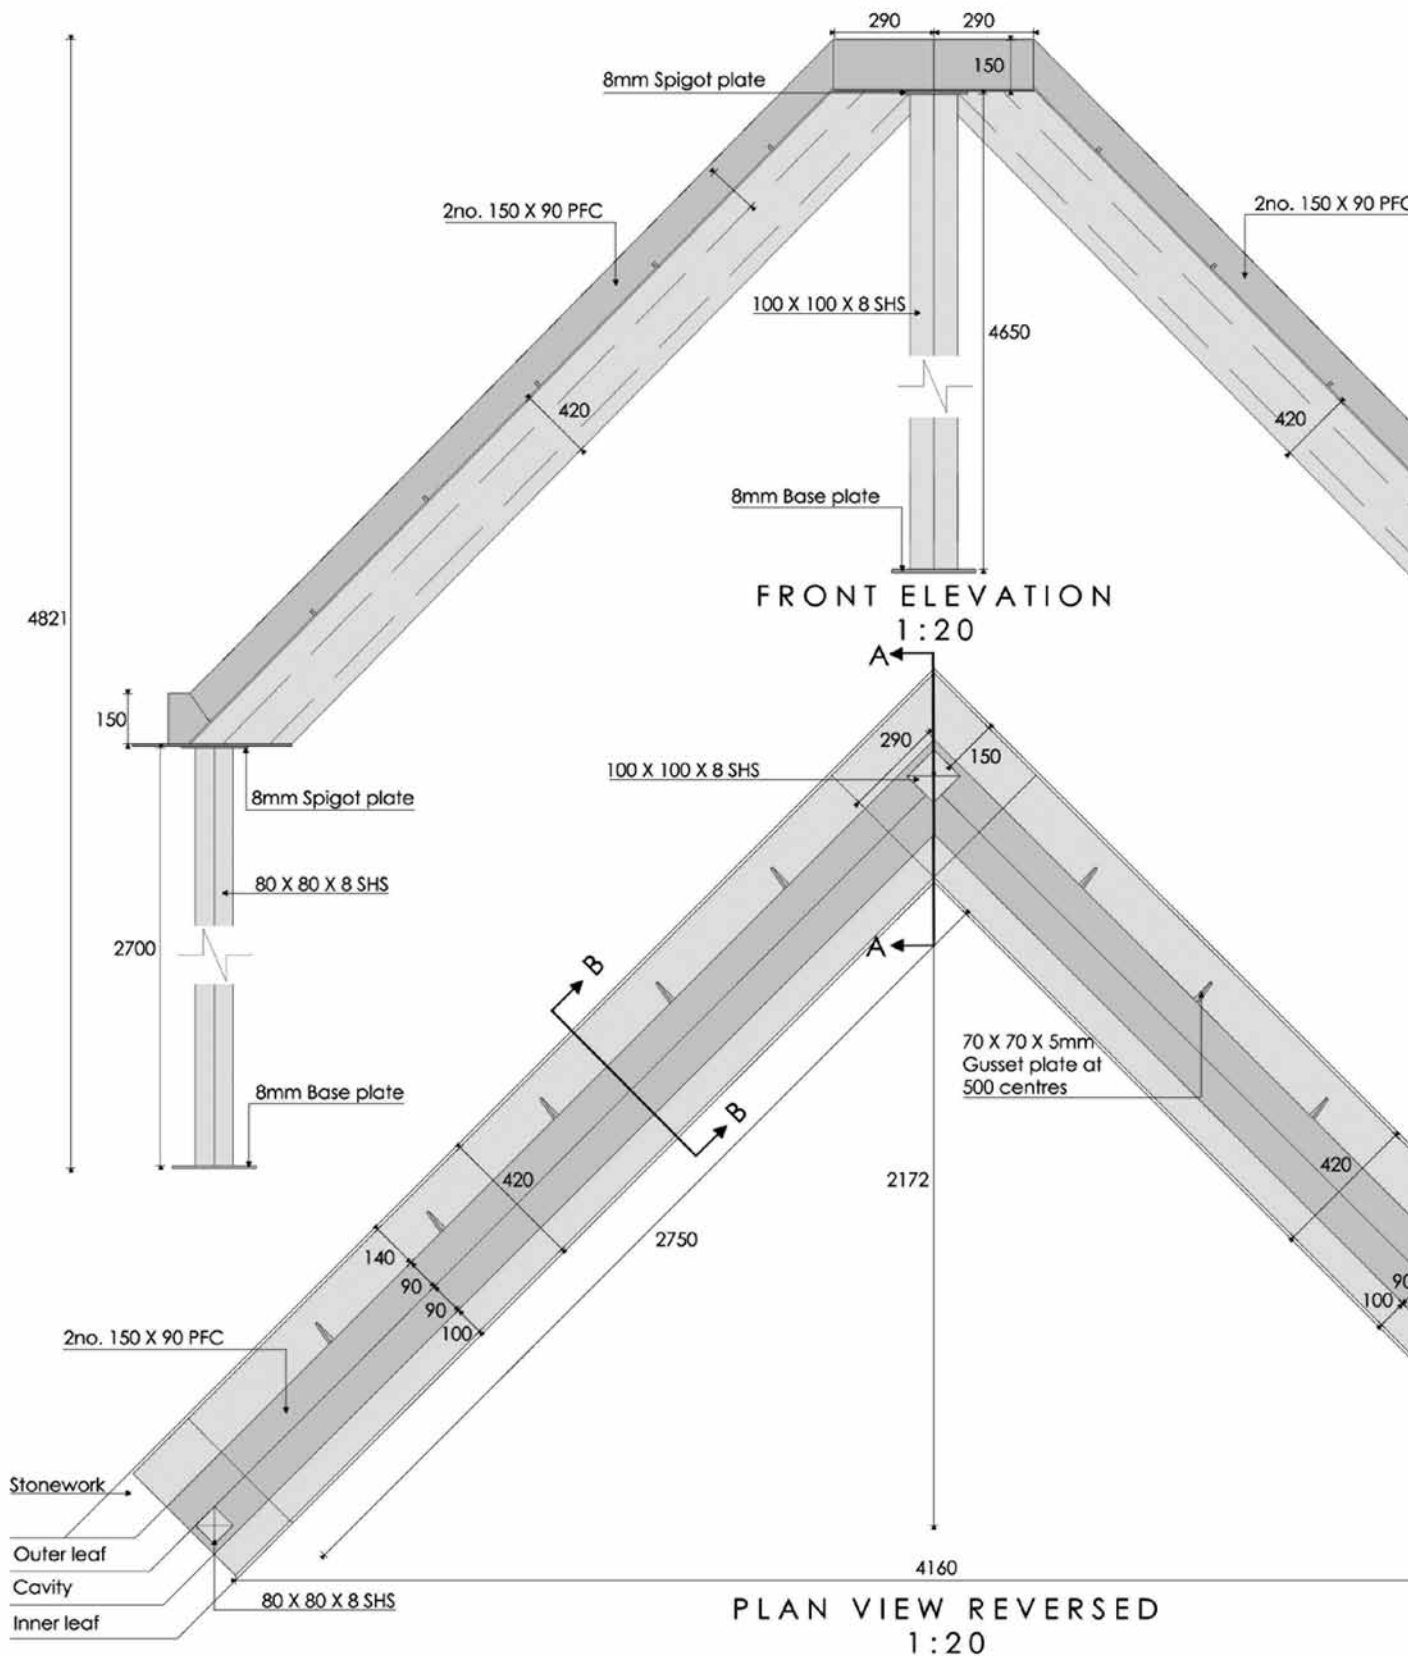 290
290
150
8mm Spigot plate
2no. 150 X 90 PFC
2no. 150 X 90 PFC
100 X 100 X 8 SHS
4650
420
420
8mm Base plate
FRONT ELEVATION
1:20
4821
A
150
290
150
100 X 100 X 8 SHS
8mm Spigot plate
80 X 80 X 8 SHS
2700
A
B
70 X 70 X 5mm
Gusset plate at
500 centres
8mm Base plate
B
420
420
2172
2750
140
90
90
100
90
100
2no. 150 X 90 PFC
Stonework
Outer leaf
Cavity
Inner leaf
80 X 80 X 8 SHS
4160
PLAN VIEW REVERSED
1:20